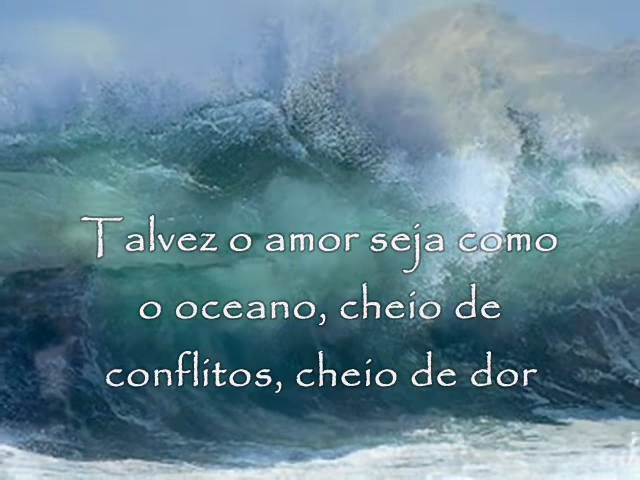 Talvez o amor seja como
o oceano, cheio de
conflitos, cheio de dor